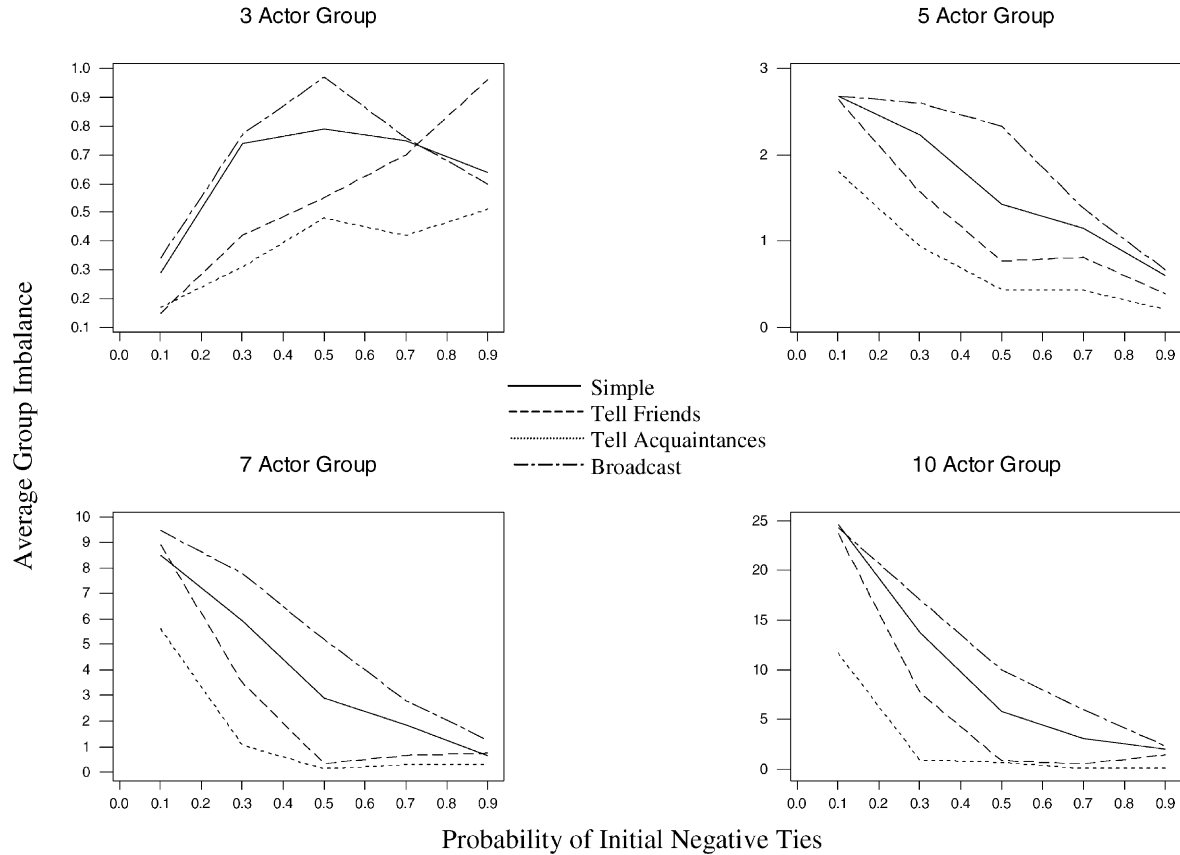 3 Actor Group
1.0
0.9
0.8
0.7
0.6
0.5
0.4
0.3
0.2
0.1
0.0 0.1 0.2 0.3 0.4 0.5 0.6 0.7 0.8 0.9
5 Actor Group
3
2
1
0
0.0 0.1 0.2 0.3 0.4 0.5 0.6 0.7 0.8 0.9
Average Group Imbalance
Simple
Tell Friends
Tell Acquaintances
Broadcast
7 Actor Group
10
9
8
7
6
5
4
3
2
1
0
0.0 0.1 0.2 0.3 0.4 0.5 0.6 0.7 0.8 0.9
10 Actor Group
25
20
15
10
5
0
0.0 0.1 0.2 0.3 0.4 0.5 0.6 0.7 0.8 0.9
Probability of Initial Negative Ties